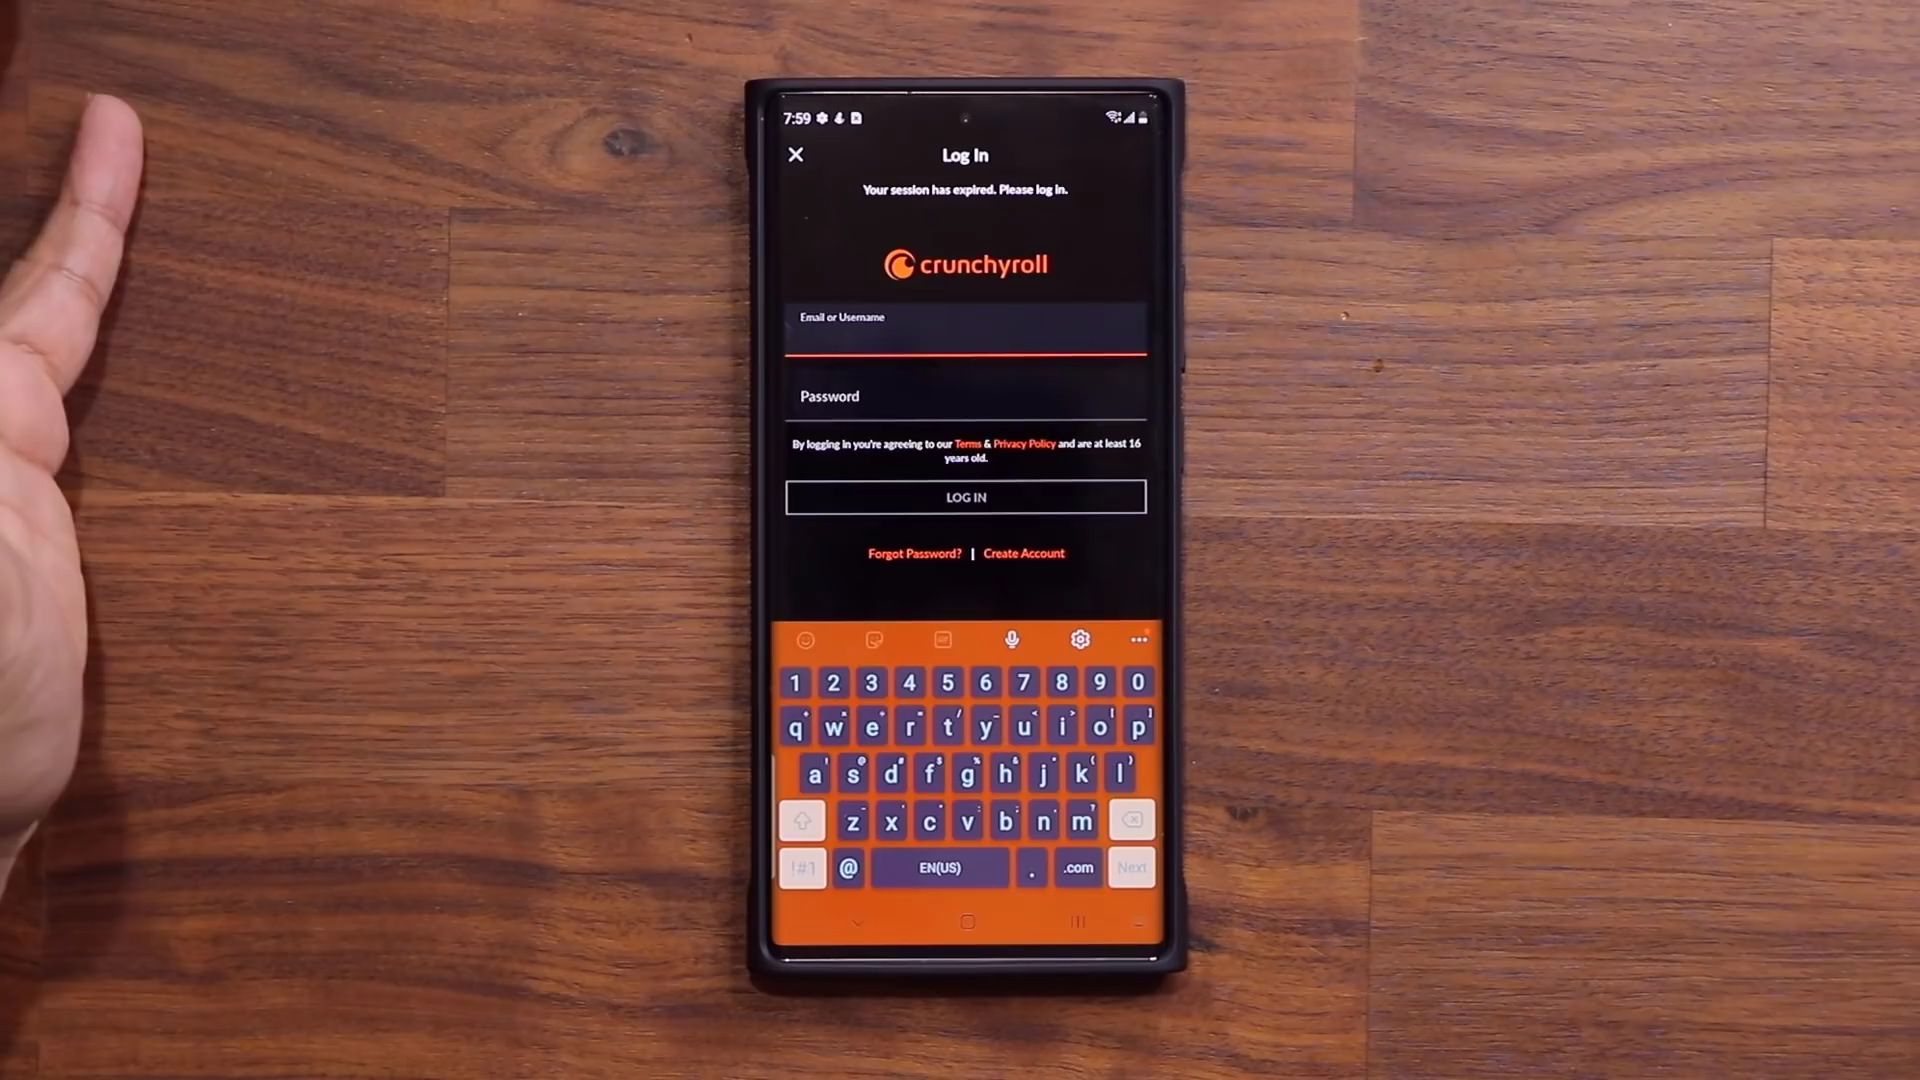 7:59
Log In
Your session has expired. Please log in.
crunchyroll
Email or Username
Password
By logging in you're agreeing to our Terms & Privacy Policy and are at least 16
years old.
LOG IN
Forgot Password? | Create Account
GIF
1 2 3 4 5 6 7 8 9 0
q w e r t y u i o p
a s d f g h j k l
z x c v b n m
!#1 @ EN(US) . .com Next